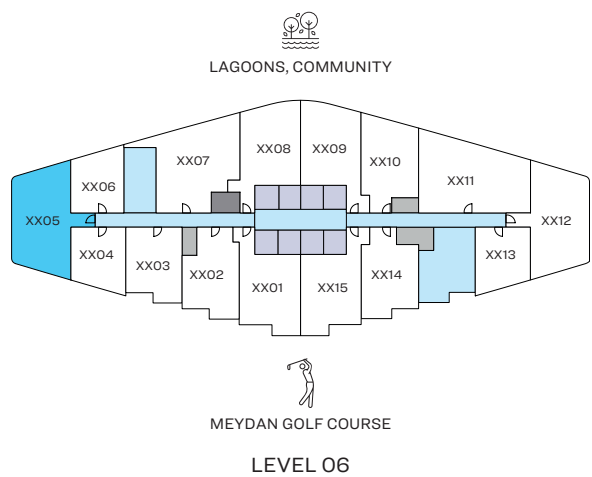 LAGOONS, COMMUNITY
XX08
XX09
XX07
XX10
XX06
XX11
XX05
XX12
XX04
XX03
XX02
XX01
XX15
XX14
XX13
MEYDAN GOLF COURSE
LEVEL 06